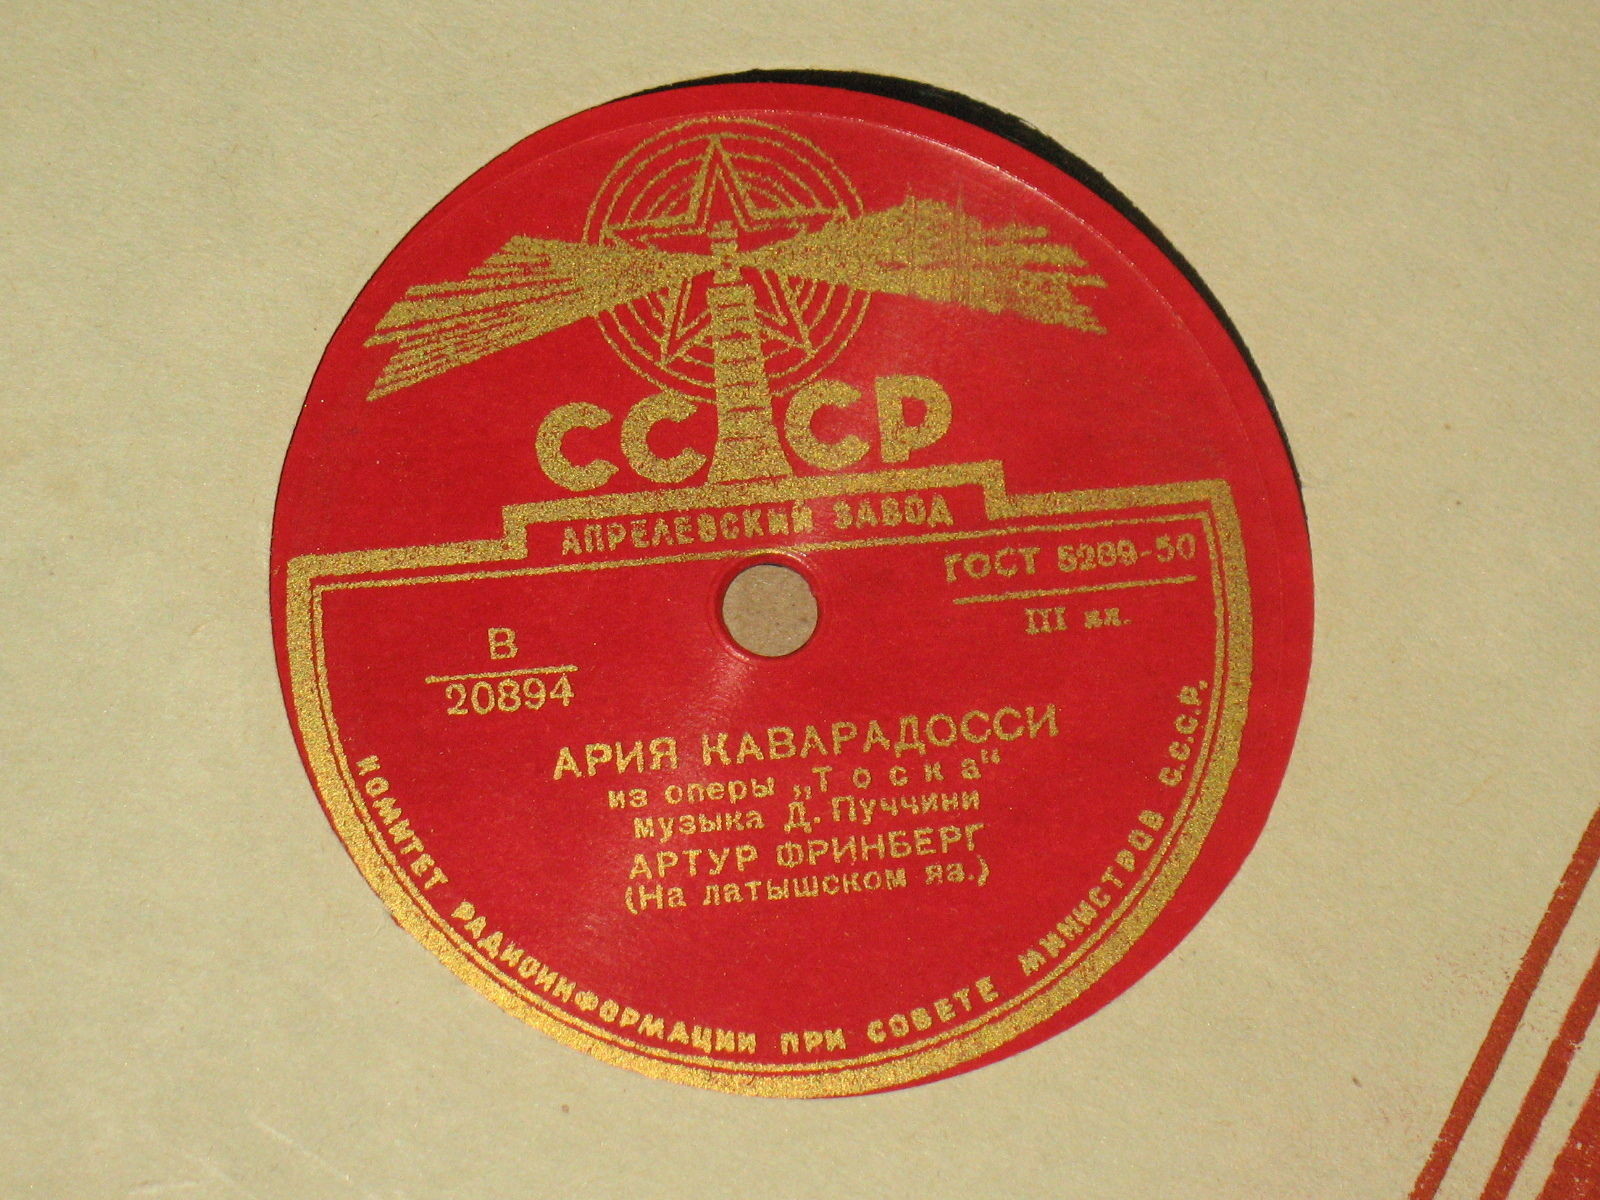 СССР
АПРЕЛЕВСКИЙ ЗАВОД
ГОСТ 5289-50
III кл.
В
20894
АРИЯ КАВАРАДОССИ
из оперы „Тоска“
музыка Д. Пуччини
АРТУР ФРИНБЕРГ
(На латышском яз.)
КОМИТЕТ РАДИОИНФОРМАЦИИ ПРИ СОВЕТЕ МИНИСТРОВ С.С.С.Р.